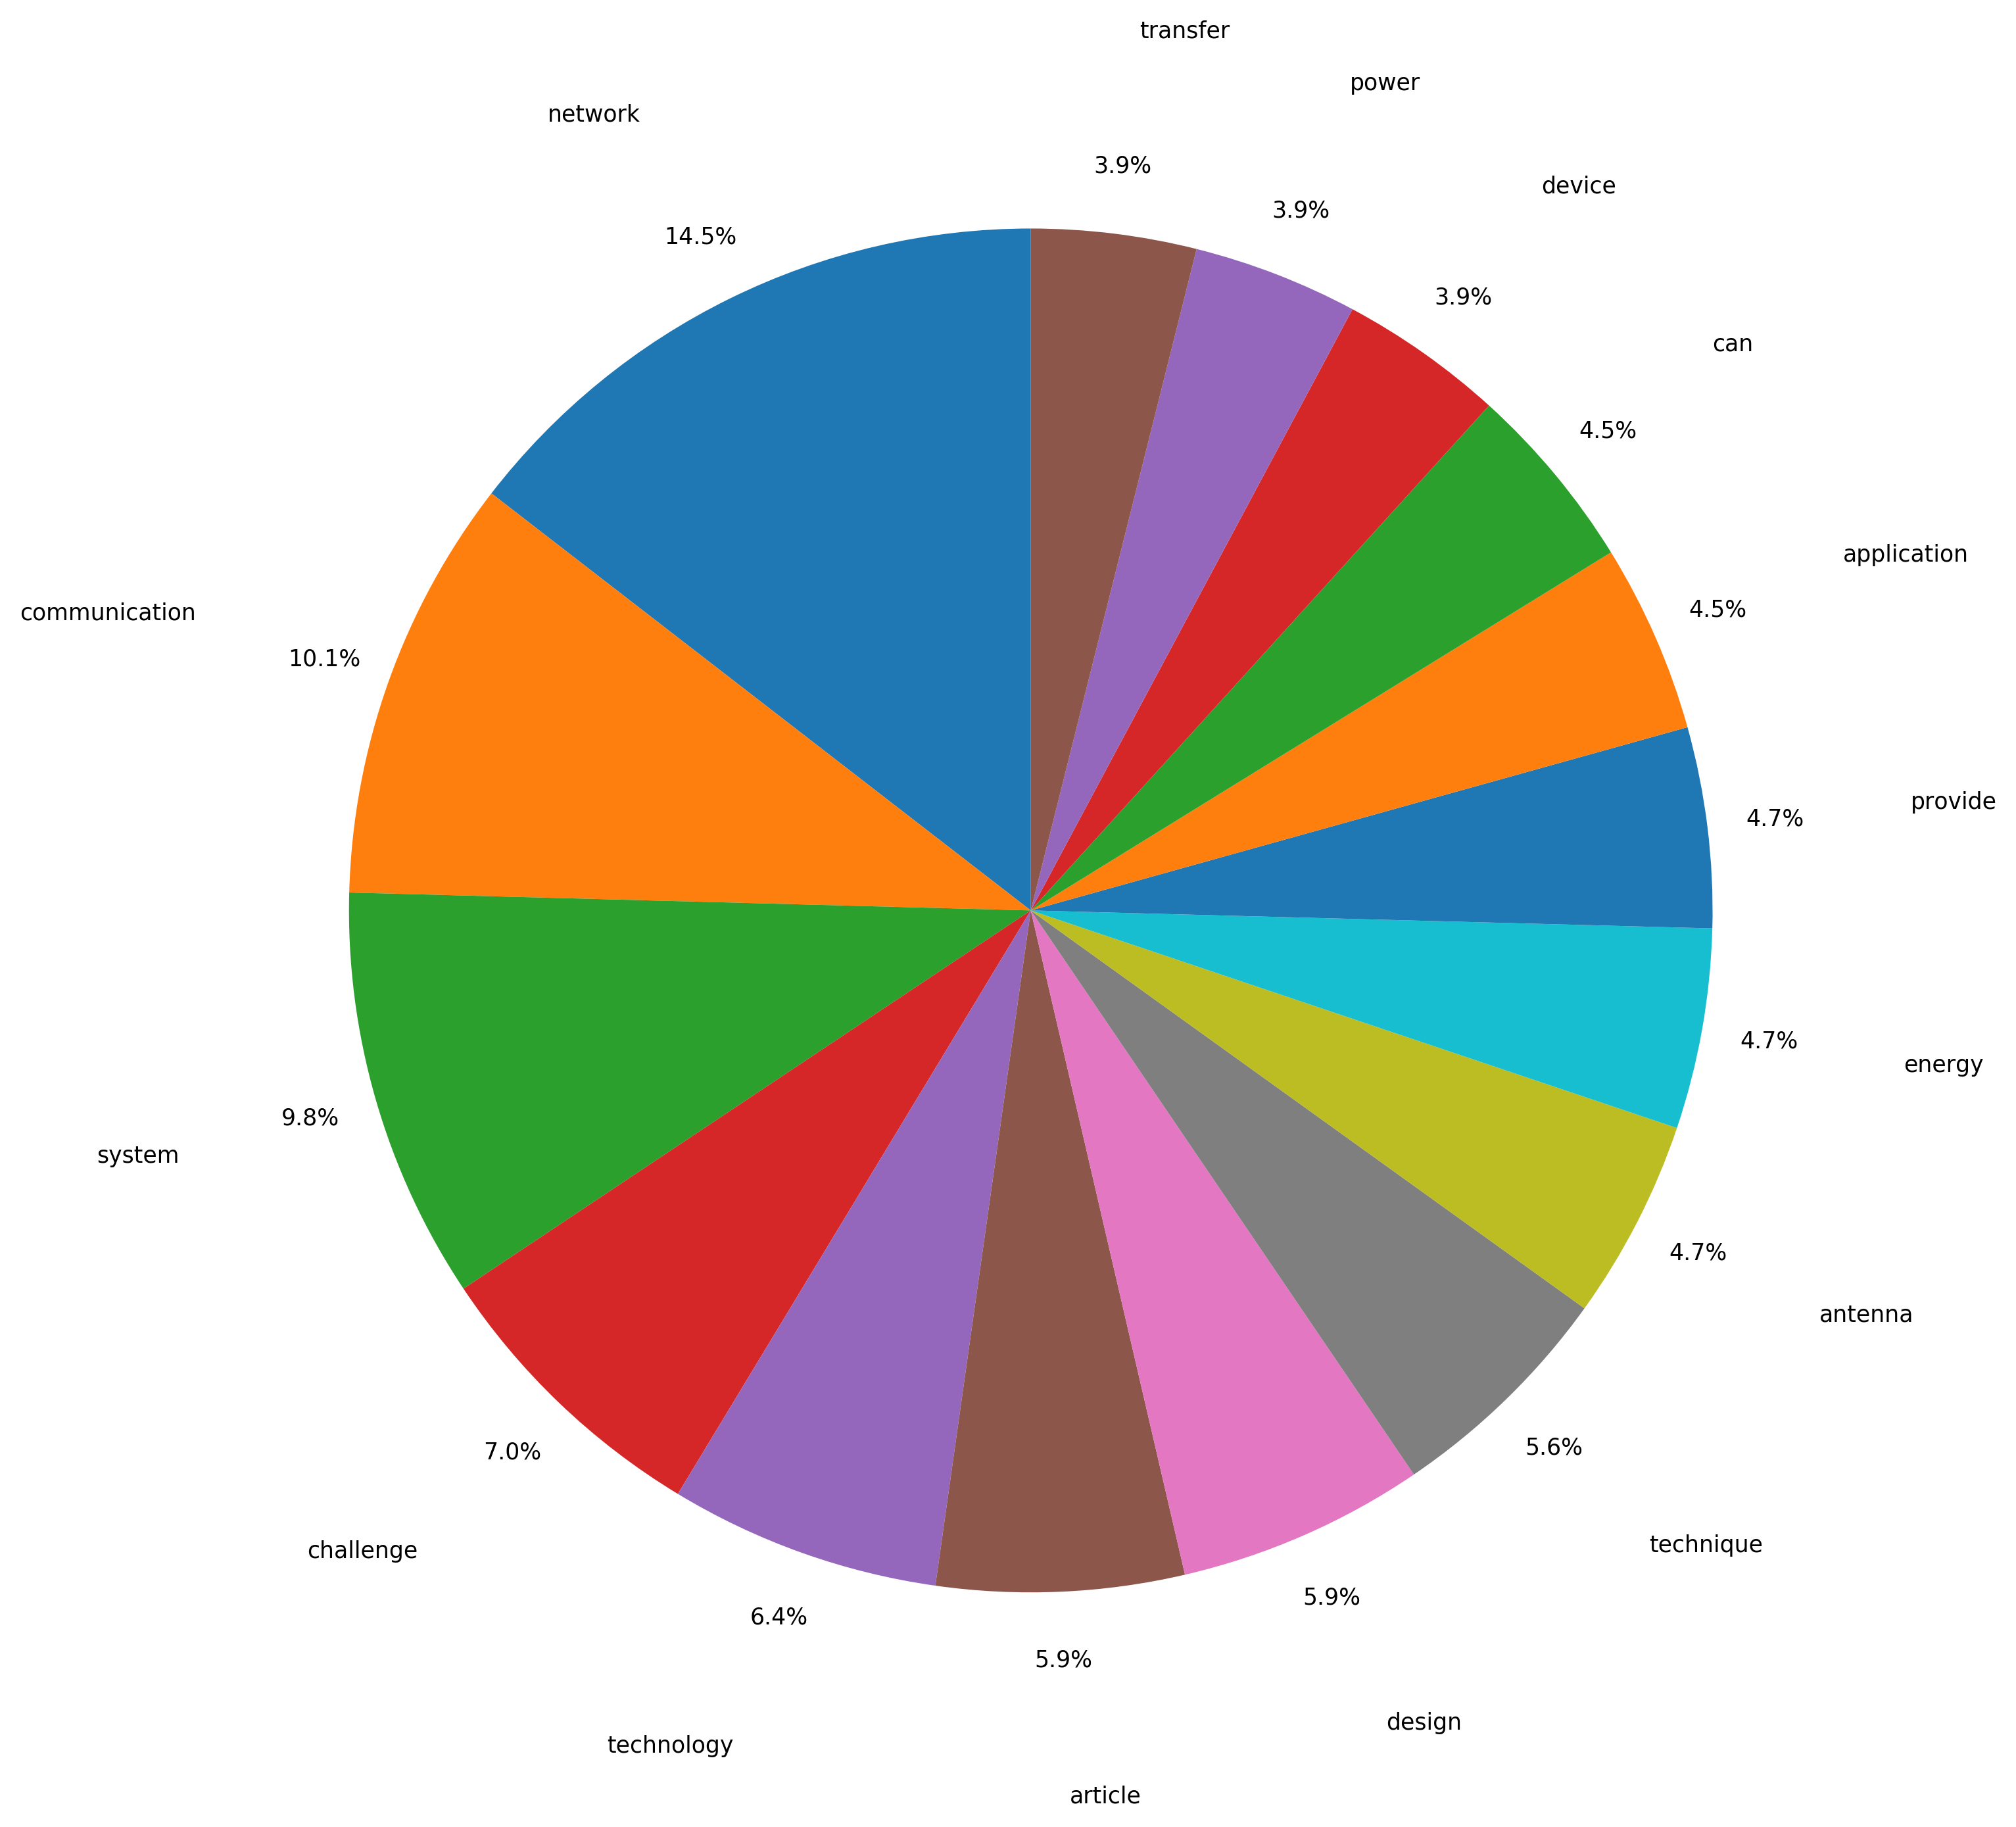 transfer
power
network
3.9%
device
3.9%
14.5%
3.9%
can
4.5%
application
4.5%
communication
10.1%
provide
4.7%
4.7%
energy
9.8%
system
4.7%
antenna
5.6%
7.0%
technique
challenge
5.9%
6.4%
5.9%
design
technology
article